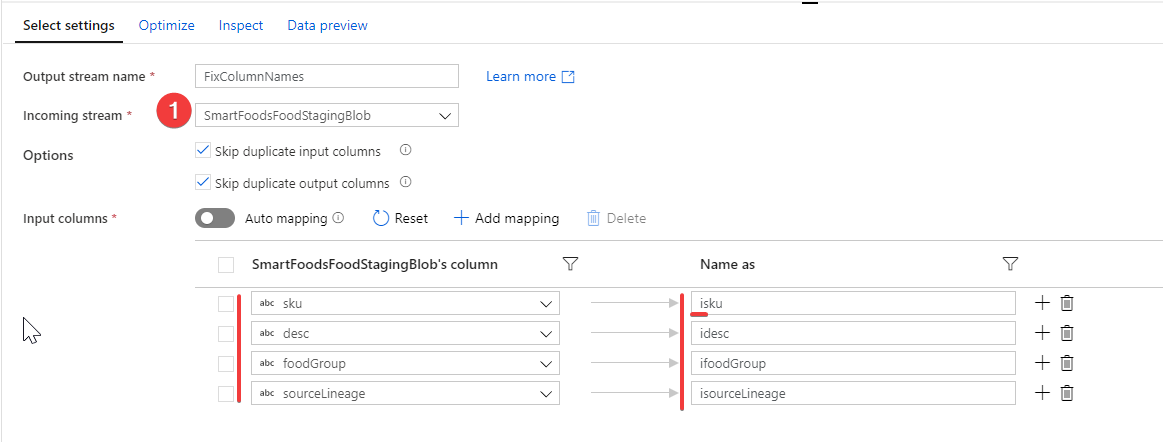 Select settings Optimize Inspect Data preview
Output stream name * FixColumnNames Learn more
Incoming stream * 1 SmartFoodsFoodStagingBlob
Options Skip duplicate input columns
Skip duplicate output columns
Input columns * Auto mapping Reset Add mapping Delete
SmartFoodsFoodStagingBlob's column Name as
abc sku isku
abc desc idesc
abc foodGroup ifoodGroup
abc sourceLineage isourceLineage